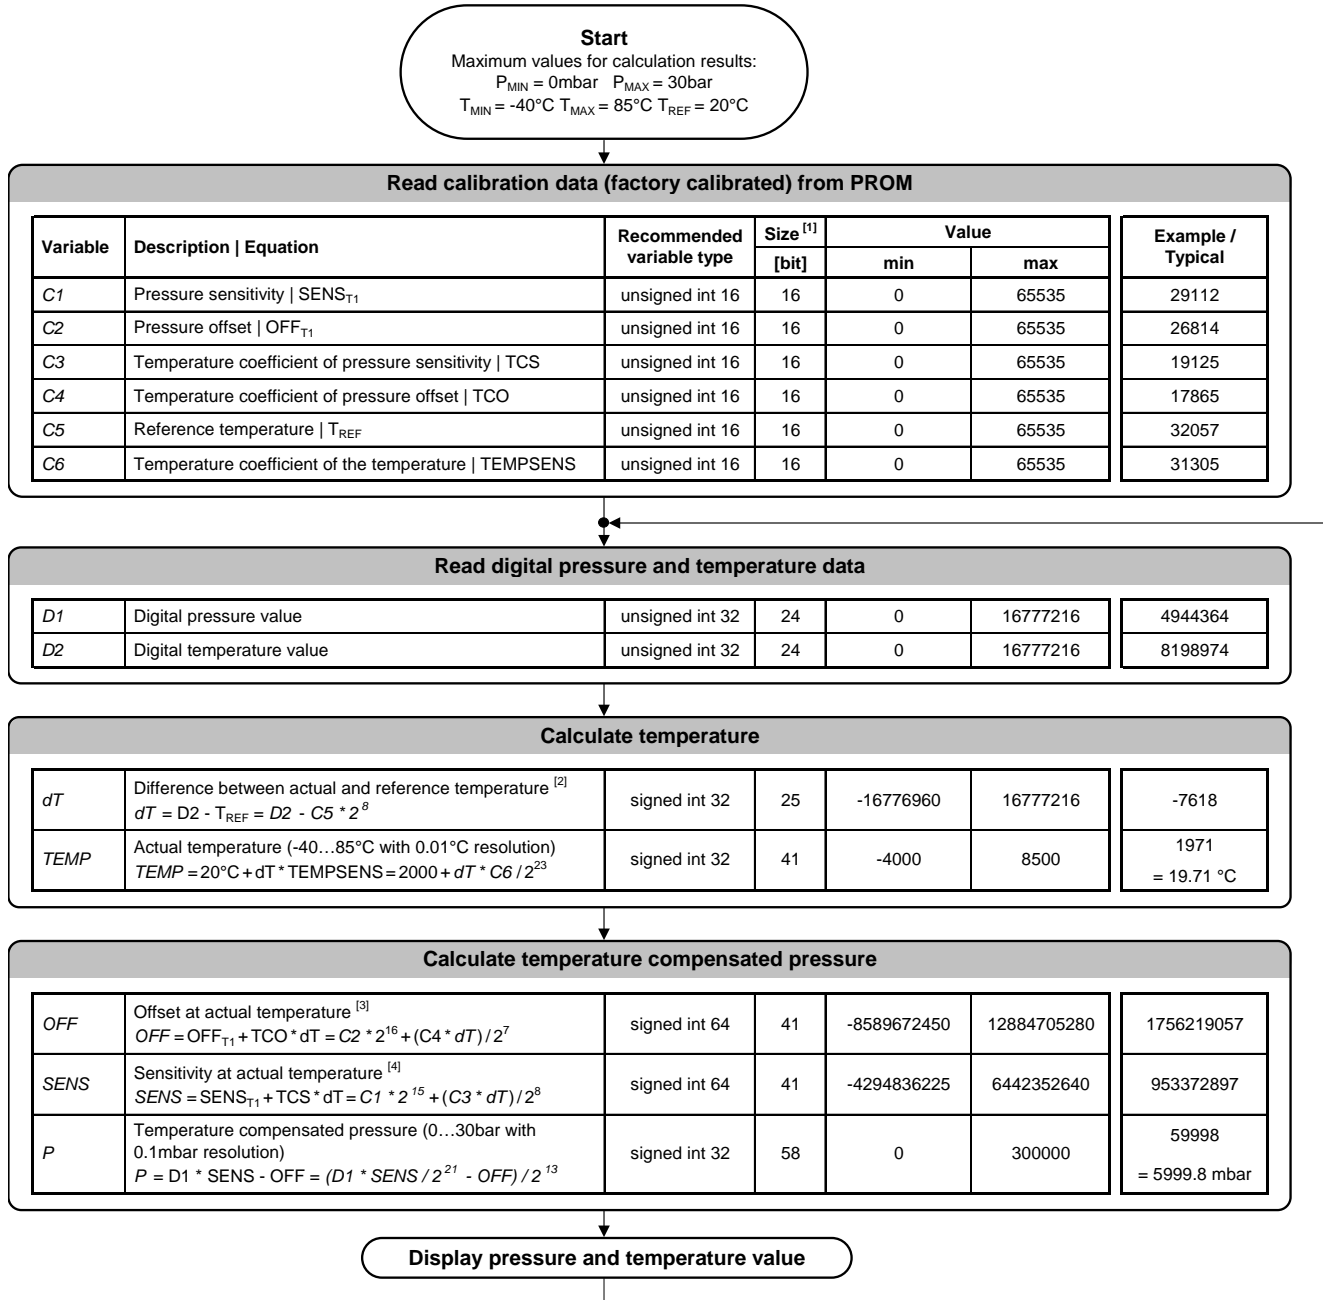 Start
Maximum values for calculation results:
PMIN = 0mbar PMAX = 30bar
TMIN = -40°C TMAX = 85°C TREF = 20°C
Read calibration data (factory calibrated) from PROM
Variable | Description | Equation | Recommended variable type | Size [1] [bit] | Value min | max | Example / Typical
C1 Pressure sensitivity | SENST1 unsigned int 16 16 0 65535 29112
C2 Pressure offset | OFFT1 unsigned int 16 16 0 65535 26814
C3 Temperature coefficient of pressure sensitivity | TCS unsigned int 16 16 0 65535 19125
C4 Temperature coefficient of pressure offset | TCO unsigned int 16 16 0 65535 17865
C5 Reference temperature | TREF unsigned int 16 16 0 65535 32057
C6 Temperature coefficient of the temperature | TEMPSENS unsigned int 16 16 0 65535 31305
Read digital pressure and temperature data
D1 Digital pressure value unsigned int 32 24 0 16777216 4944364
D2 Digital temperature value unsigned int 32 24 0 16777216 8198974
Calculate temperature
Difference between actual and reference temperature [2]
dT dT = D2 - TREF = D2 - C5 * 2^8 signed int 32 25 -16776960 16777216 -7618
Actual temperature (-40…85°C with 0.01°C resolution) 1971
TEMP TEMP = 20°C + dT * TEMPSENS = 2000 + dT * C6 / 2^23 signed int 32 41 -4000 8500 = 19.71 °C
Calculate temperature compensated pressure
Offset at actual temperature [3]
OFF OFF = OFFT1 + TCO * dT = C2 * 2^16 + (C4 * dT) / 2^7 signed int 64 41 -8589672450 12884705280 1756219057
Sensitivity at actual temperature [4]
SENS SENS = SENST1 + TCS * dT = C1 * 2^15 + (C3 * dT) / 2^8 signed int 64 41 -4294836225 6442352640 953372897
Temperature compensated pressure (0…30bar with 59998
P 0.1mbar resolution) signed int 32 58 0 300000
P = D1 * SENS - OFF = (D1 * SENS / 2^21 - OFF) / 2^13 = 5999.8 mbar
Display pressure and temperature value